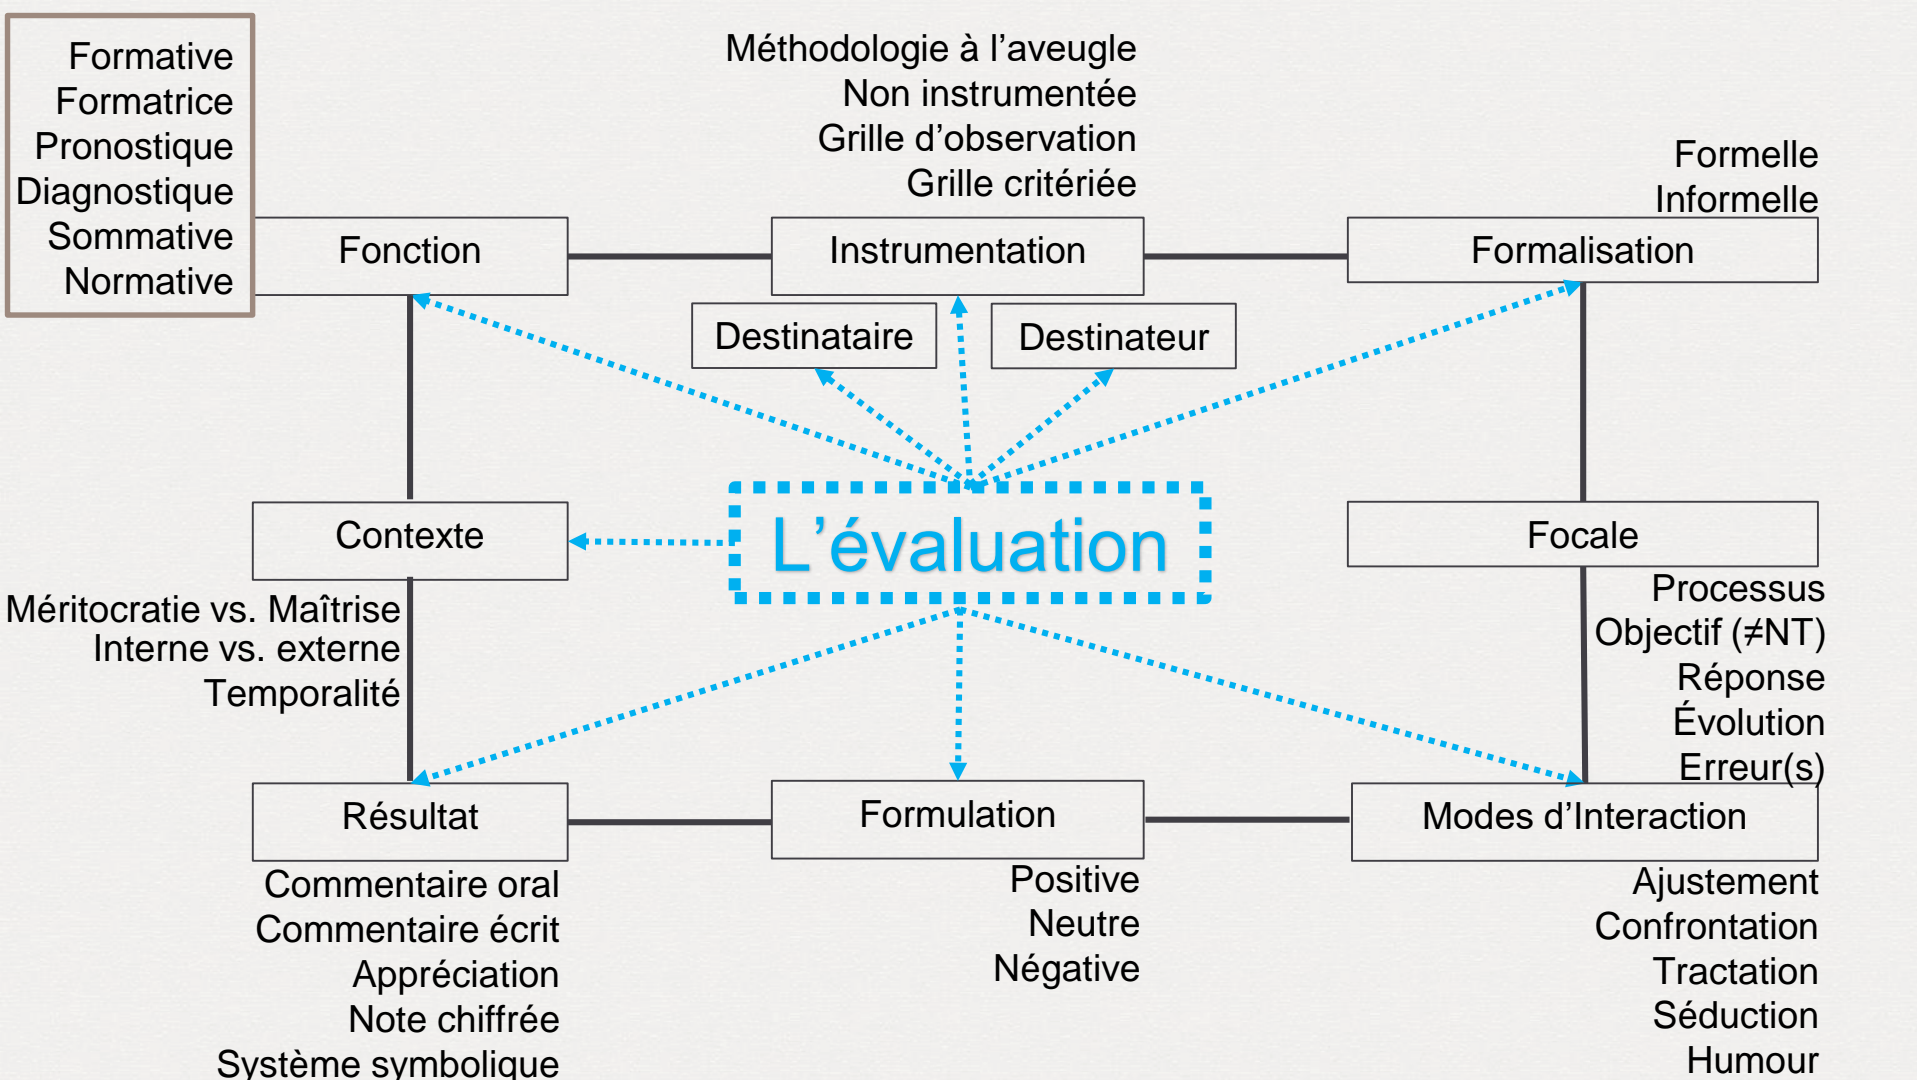 Formative
Formatrice
Pronostique
Diagnostique
Sommative
Normative
Méthodologie à l’aveugle
Non instrumentée
Grille d’observation
Grille critériée
Formelle
Informelle
Fonction
Instrumentation
Formalisation
Destinataire
Destinateur
Contexte
L’évaluation
Focale
Méritocratie vs. Maîtrise
Interne vs. externe
Temporalité
Processus
Objectif (≠NT)
Réponse
Évolution
Erreur(s)
Résultat
Formulation
Modes d’Interaction
Commentaire oral
Commentaire écrit
Appréciation
Note chiffrée
Système symbolique
Positive
Neutre
Négative
Ajustement
Confrontation
Tractation
Séduction
Humour